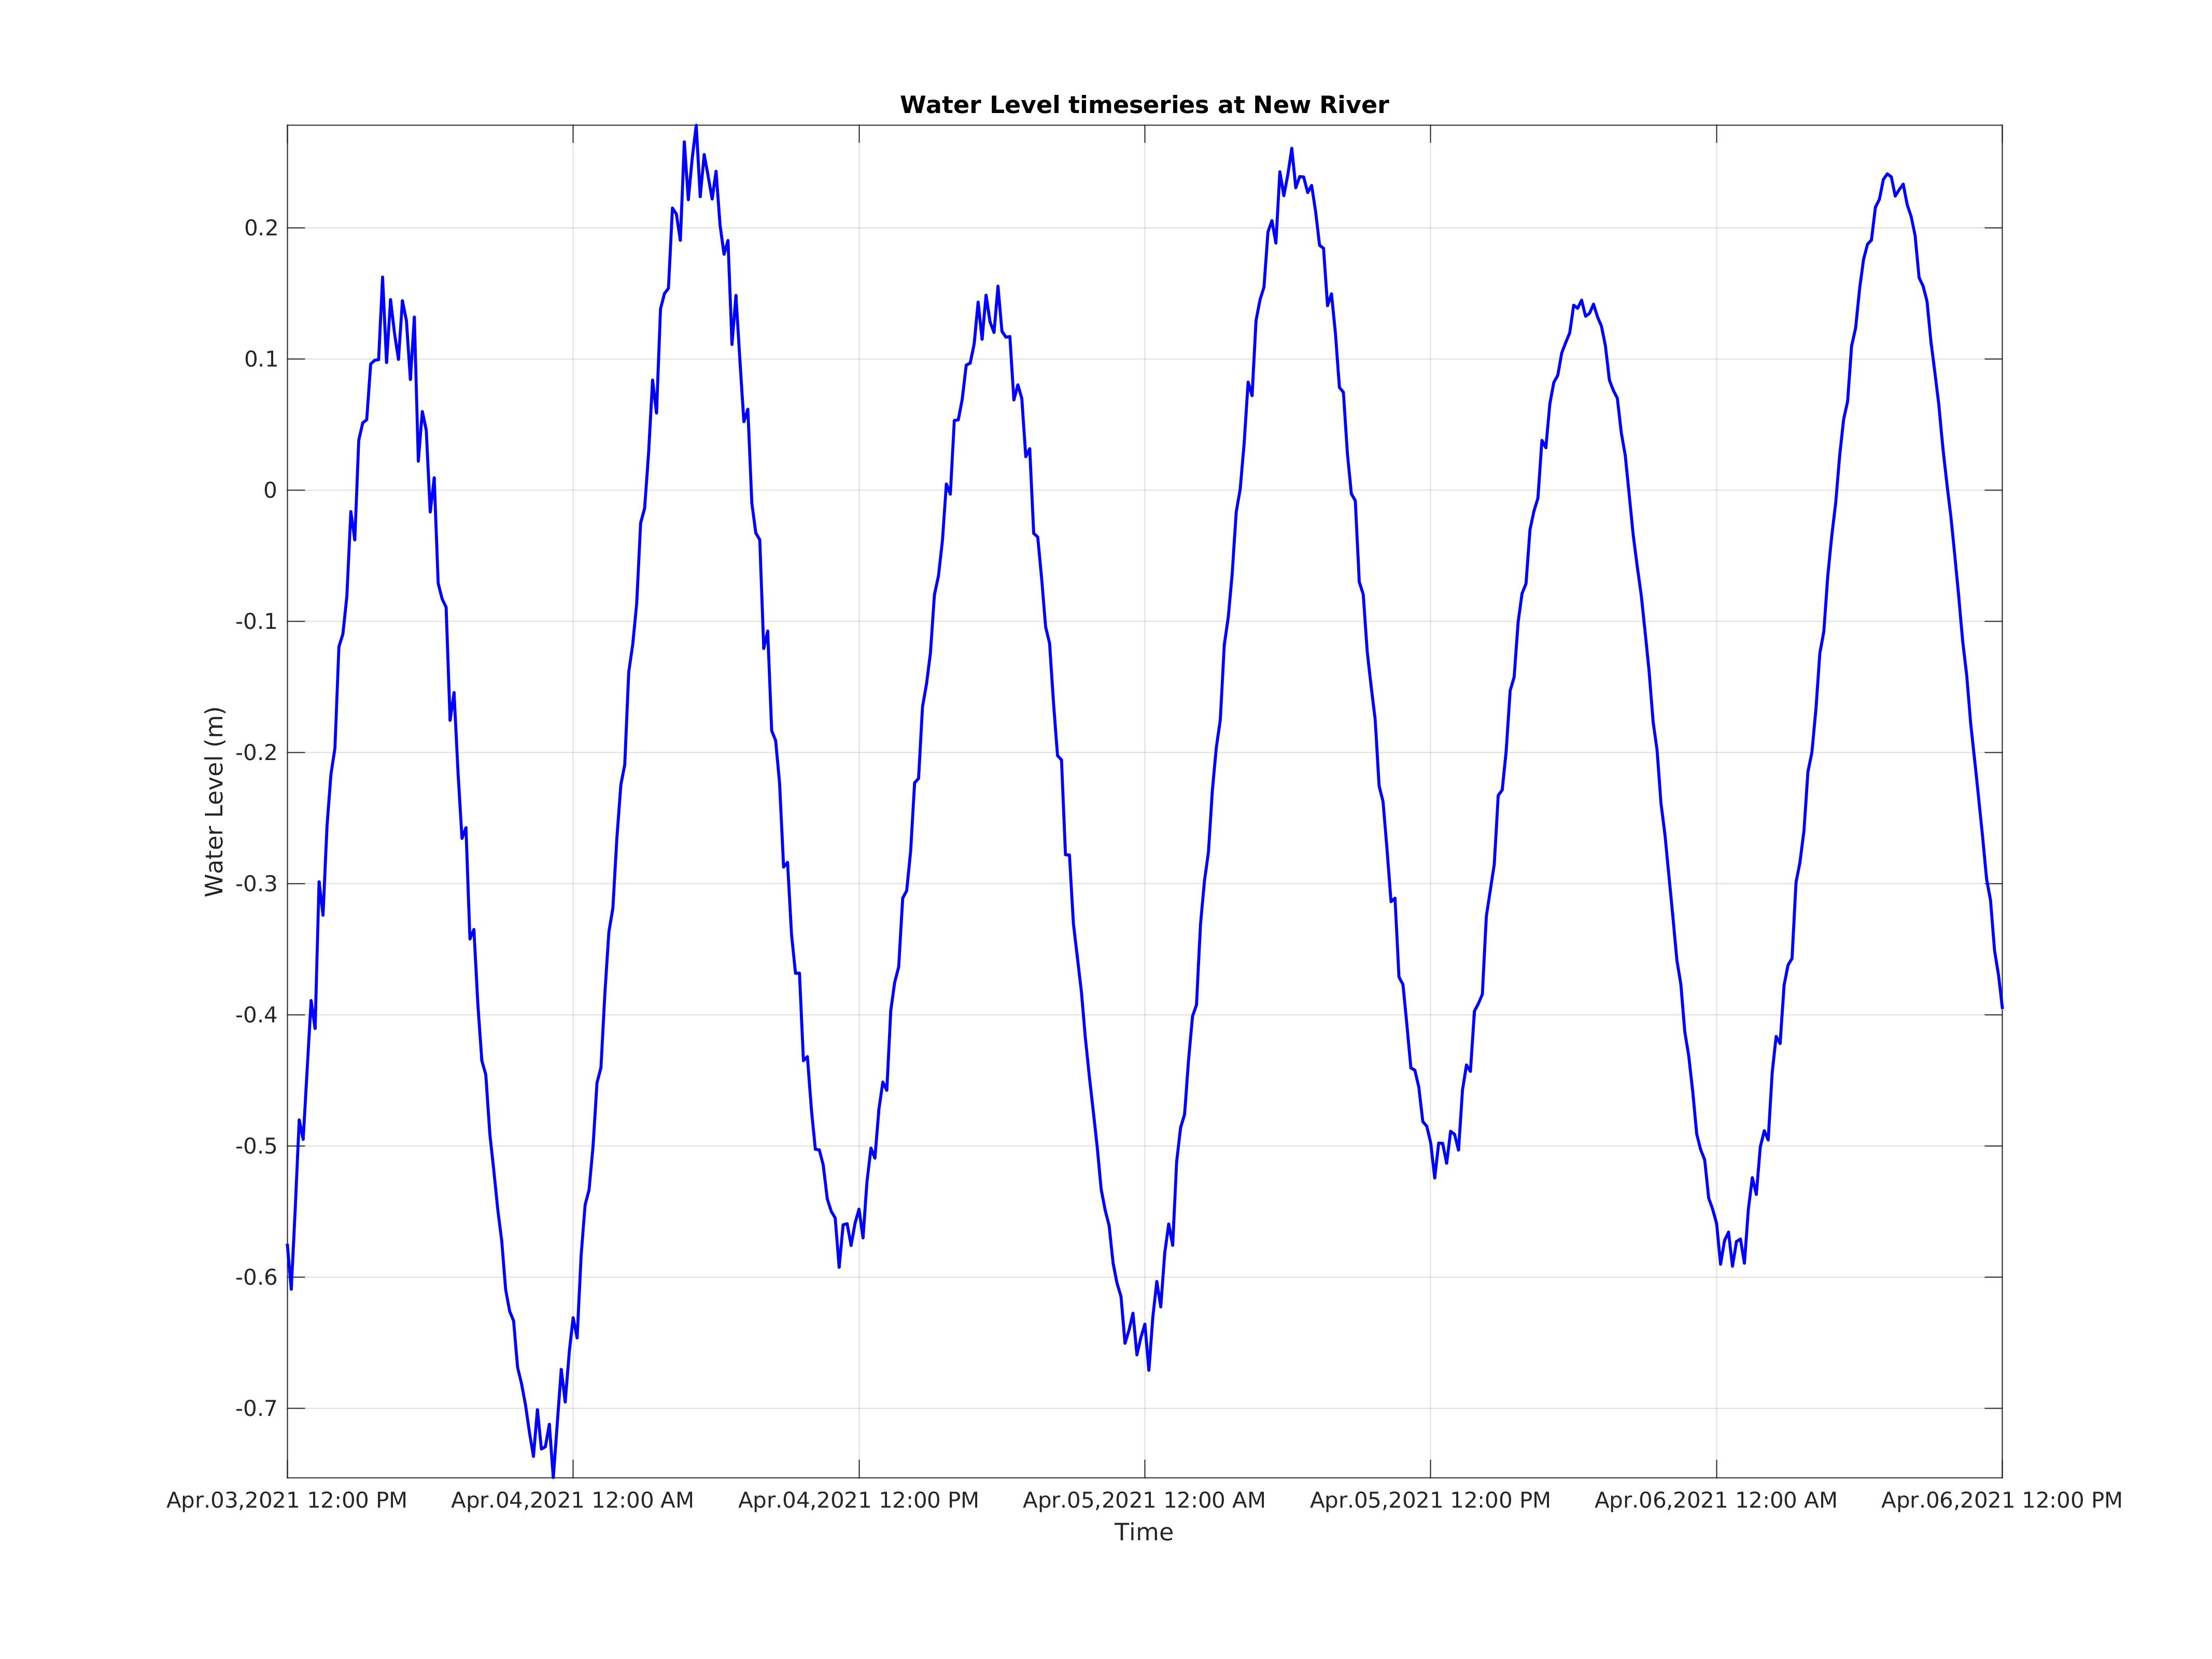 Water Level timeseries at New River
0.2
0.1
0
-0.1
-0.2
-0.3
-0.4
-0.5
-0.6
-0.7
Water Level (m)
Apr.03,2021 12:00 PM Apr.04,2021 12:00 AM Apr.04,2021 12:00 PM Apr.05,2021 12:00 AM Apr.05,2021 12:00 PM Apr.06,2021 12:00 AM Apr.06,2021 12:00 PM
Time